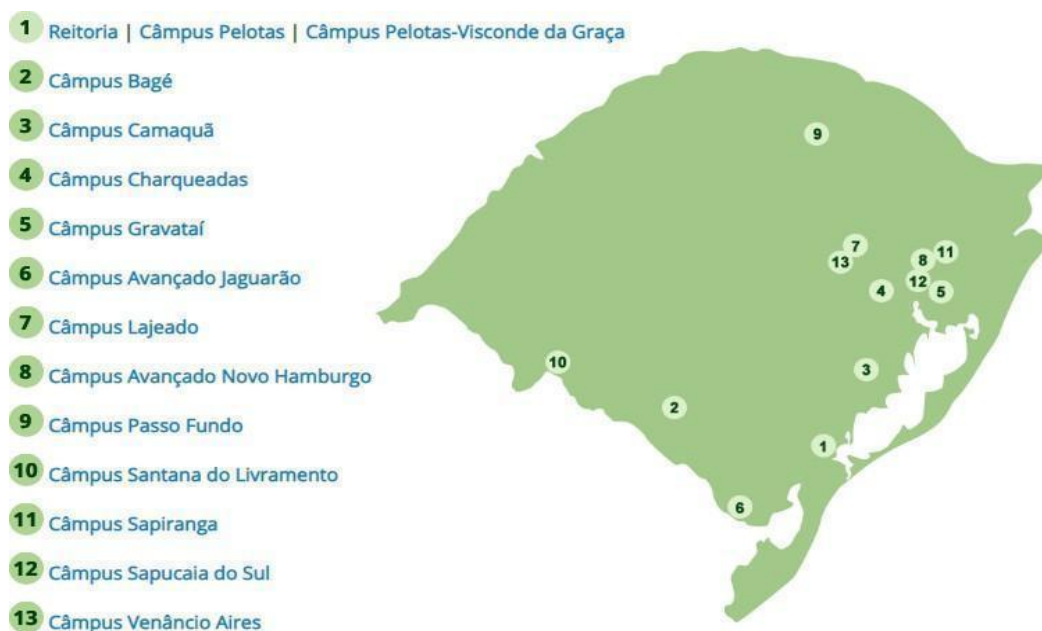 1 Reitoria | Câmpus Pelotas | Câmpus Pelotas-Visconde da Graça
2 Câmpus Bagé
3 Câmpus Camaquã
4 Câmpus Charqueadas
5 Câmpus Gravataí
6 Câmpus Avançado Jaguarão
7 Câmpus Lajeado
8 Câmpus Avançado Novo Hamburgo
9 Câmpus Passo Fundo
10 Câmpus Santana do Livramento
11 Câmpus Sapiranga
12 Câmpus Sapucaia do Sul
13 Câmpus Venâncio Aires
9
7
11
8
13
12
4
5
10
3
2
1
6